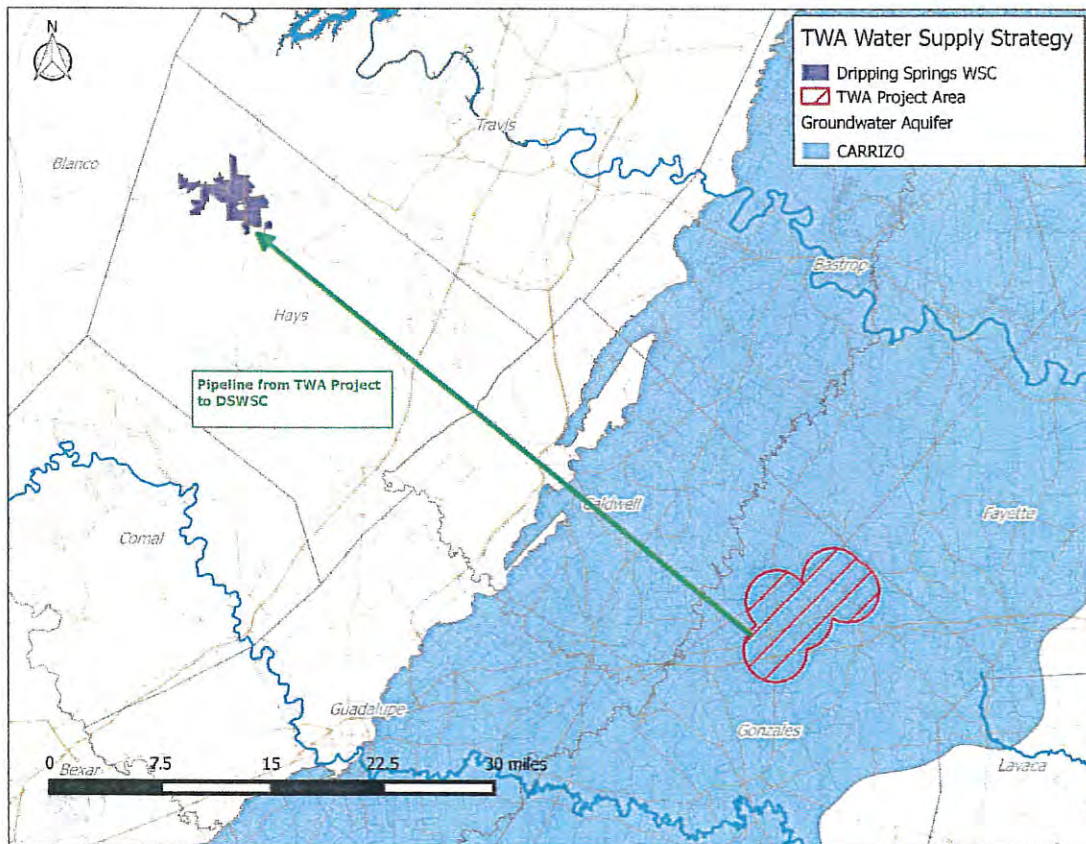 N
TWA Water Supply Strategy
Dripping Springs WSC
TWA Project Area
Groundwater Aquifer
CARRIZO
Travis
Blanco
Bastrop
Hays
Pipeline from TWA Project
to DSWSC
Caldwell
Fayette
Comal
Guadalupe
Gonzales
Lavaca
Bexar
0 7.5 15 22.5 30 miles